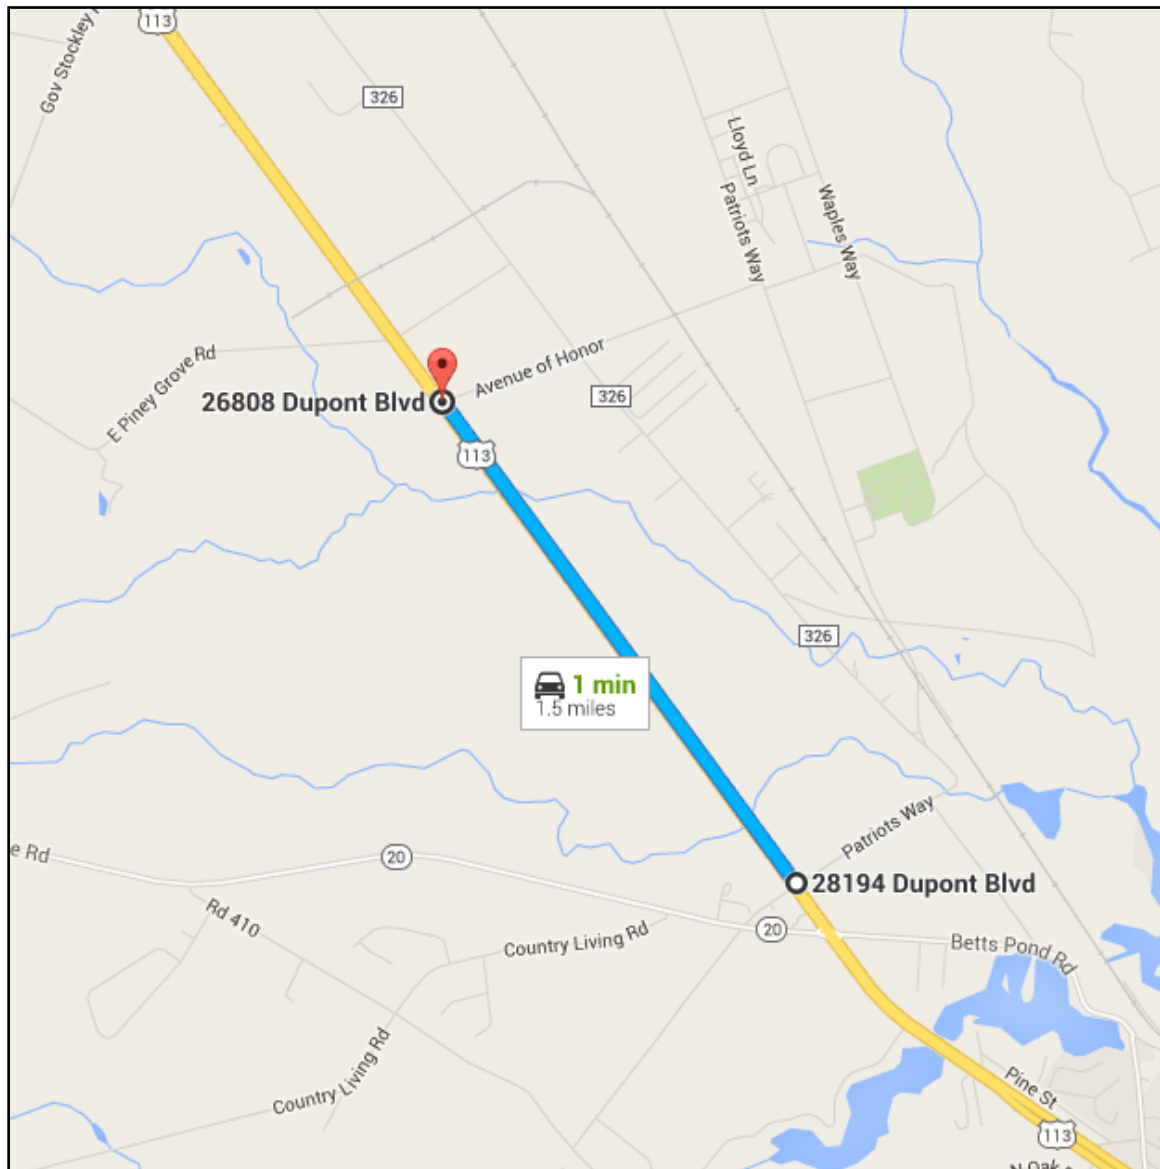 113
Gov Stockley
326
Lloyd Ln
Patriots Way
Waples Way
E Piney Grove Rd
Avenue of Honor
26808 Dupont Blvd
326
113
326
1 min
1.5 miles
Patriots Way
e Rd
20
28194 Dupont Blvd
Rd 410
Country Living Rd
20
Betts Pond Rd
Country Living Rd
Pine St
113
N Oak